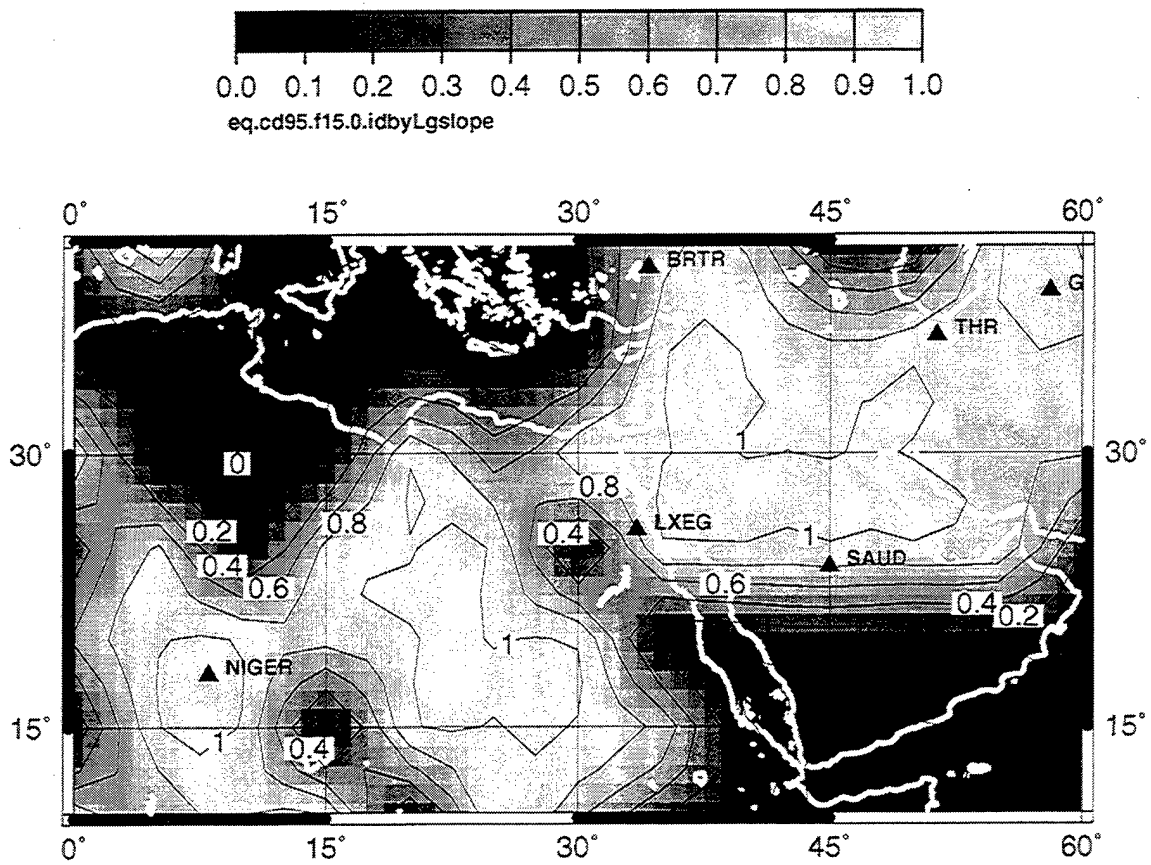 0.0 0.1 0.2 0.3 0.4 0.5 0.6 0.7 0.8 0.9 1.0
eq.cd95.f15.0.idbyLgslope
0° 15° 30° 45° 60°
BRTR
G
THR
1
30° 30°
0
0.8
0.2 0.8 0.4 LXEG
1
0.4 SAUD
0.6 0.6
0.4
0.2
1
NIGER
15° 15°
1
0.4
0° 15° 30° 45° 60°